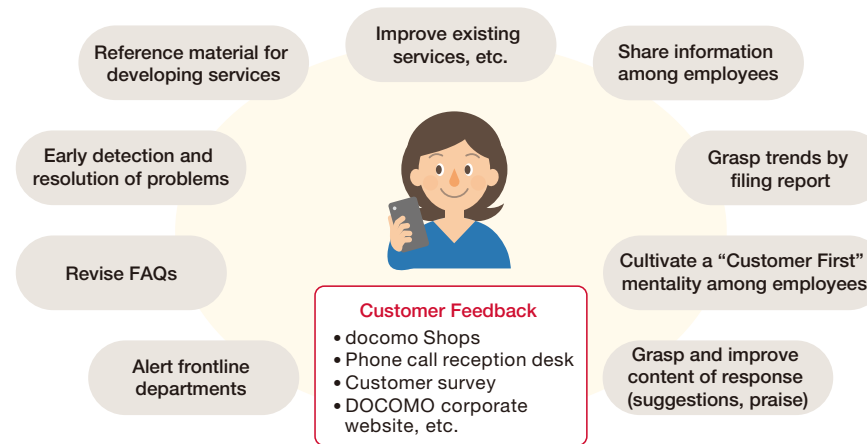 Improve existing
services, etc.
Reference material for
developing services
Share information
among employees
Early detection and
resolution of problems
Grasp trends by
filing report
Revise FAQs
Cultivate a “Customer First”
mentality among employees
Alert frontline
departments
Grasp and improve
content of response
(suggestions, praise)
Customer Feedback
• docomo Shops
• Phone call reception desk
• Customer survey
• DOCOMO corporate
website, etc.